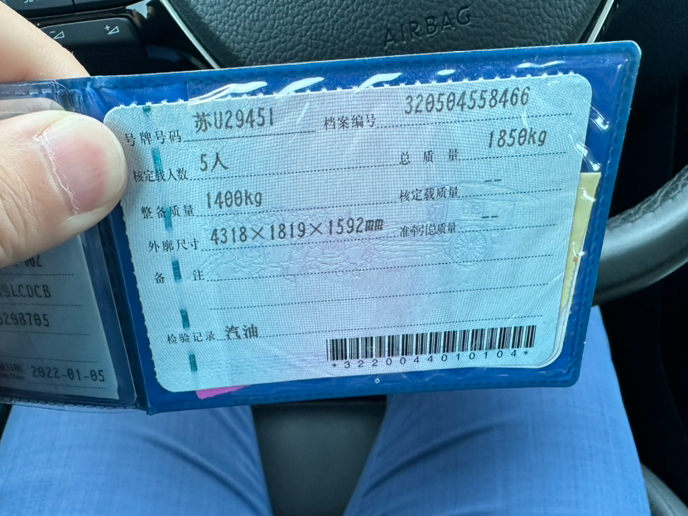 AIRBAG
号牌号码 苏U29451 档案编号 320504558466
核定载人数 5人 总质量 1850kg
整备质量 1400kg 核定载质量 --
外廓尺寸 4318×1819×1592mm 准牵引总质量 --
备注
检验记录 汽油
*3220044010104*
2022-01-05